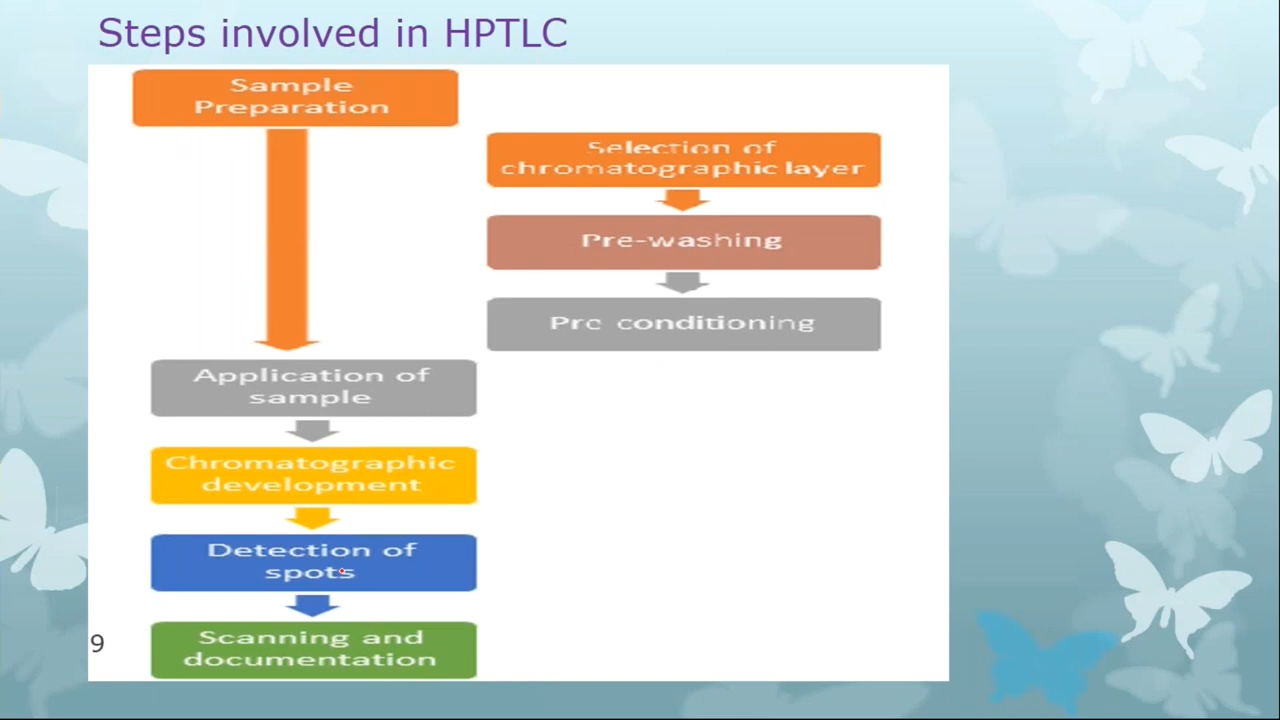 Steps involved in HPTLC
Sample
Preparation
Selection of
chromatographic layer
Pre-washing
Pre conditioning
Application of
sample
Chromatographic
development
Detection of
spots
Scanning and
documentation
9